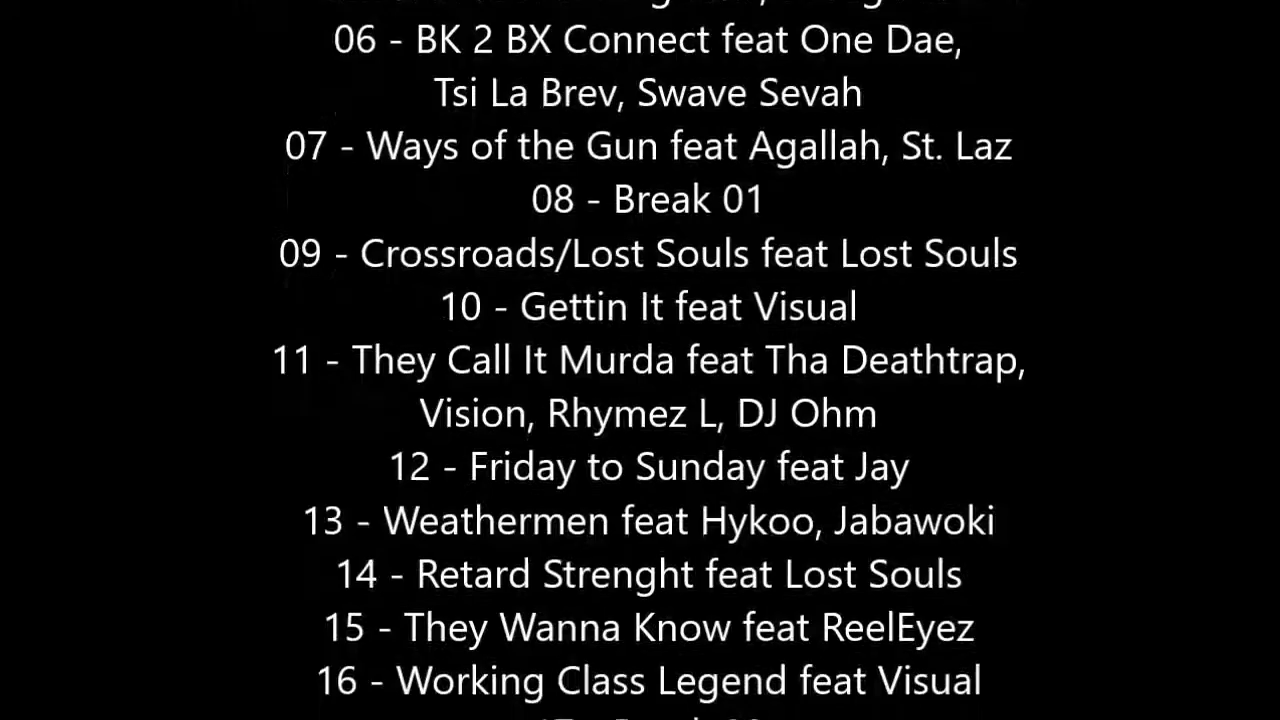 06 - BK 2 BX Connect feat One Dae,
Tsi La Brev, Swave Sevah
07 - Ways of the Gun feat Agallah, St. Laz
08 - Break 01
09 - Crossroads/Lost Souls feat Lost Souls
10 - Gettin It feat Visual
11 - They Call It Murda feat Tha Deathtrap,
Vision, Rhymez L, DJ Ohm
12 - Friday to Sunday feat Jay
13 - Weathermen feat Hykoo, Jabawoki
14 - Retard Strenght feat Lost Souls
15 - They Wanna Know feat ReelEyez
16 - Working Class Legend feat Visual